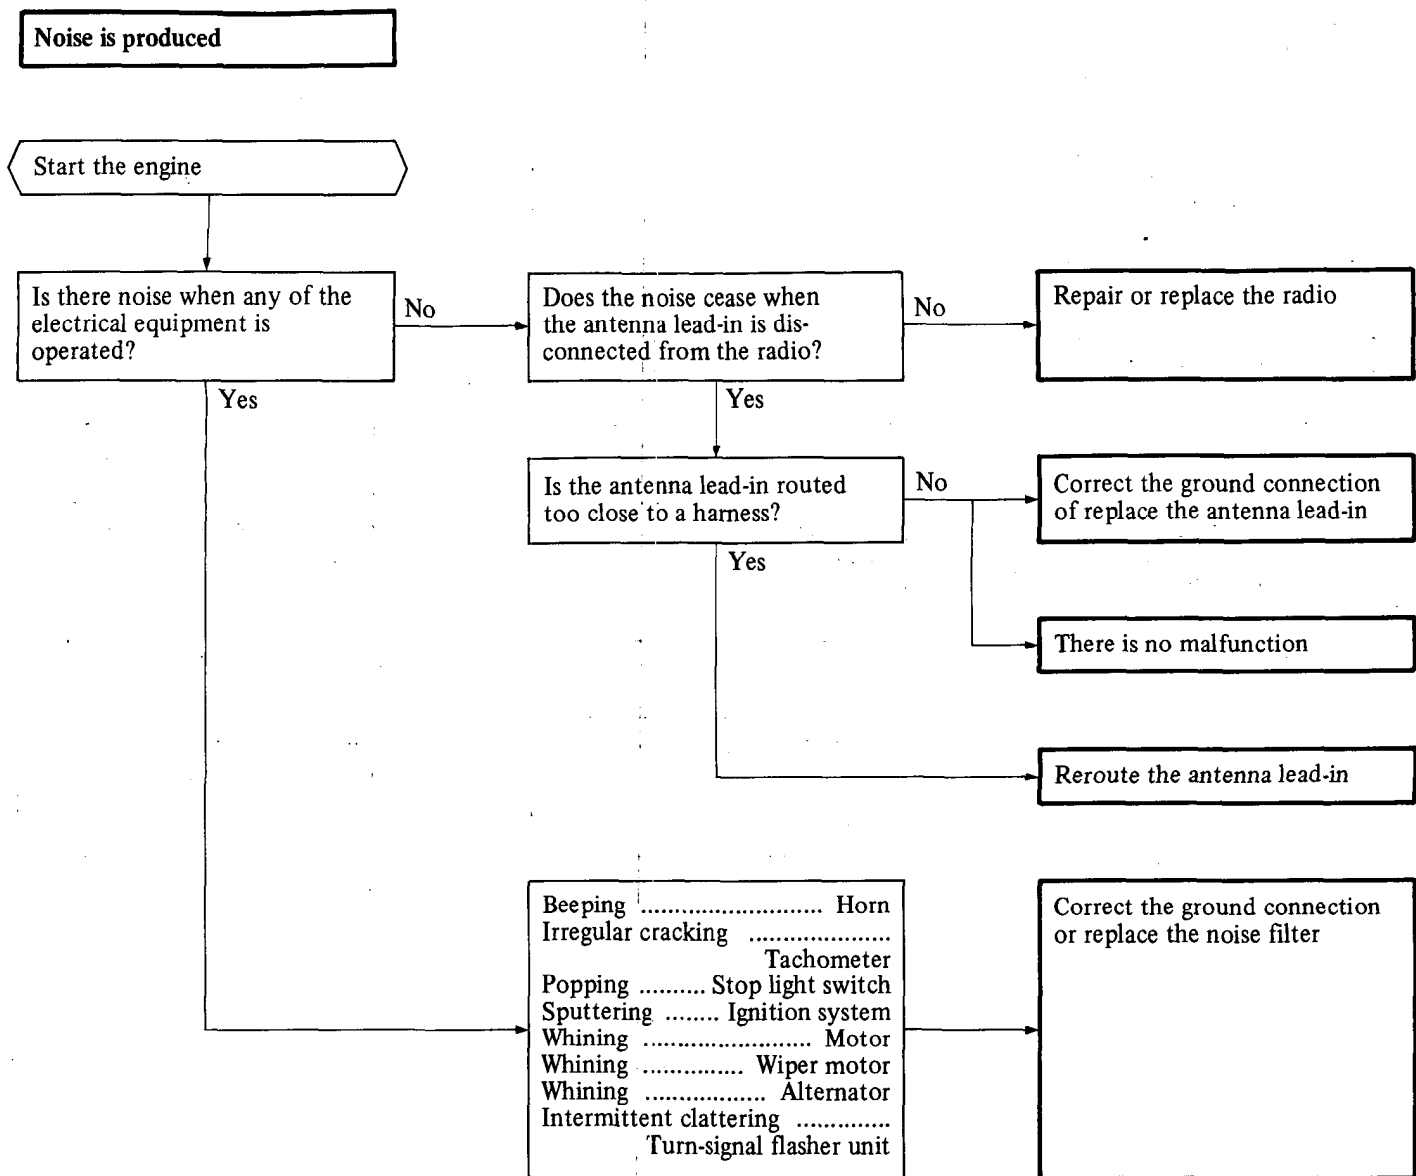 Noise is produced
Start the engine
Is there noise when any of the
electrical equipment is
operated?
No
Does the noise cease when
the antenna lead-in is dis-
connected from the radio?
No
Repair or replace the radio
Yes
Yes
Is the antenna lead-in routed
too close to a harness?
No
Correct the ground connection
of replace the antenna lead-in
Yes
There is no malfunction
Reroute the antenna lead-in
Beeping ........................... Horn
Irregular cracking .....................
Tachometer
Popping .......... Stop light switch
Sputtering ........ Ignition system
Whining ......................... Motor
Whining ............... Wiper motor
Whining .................. Alternator
Intermittent clattering ..............
Turn-signal flasher unit
Correct the ground connection
or replace the noise filter